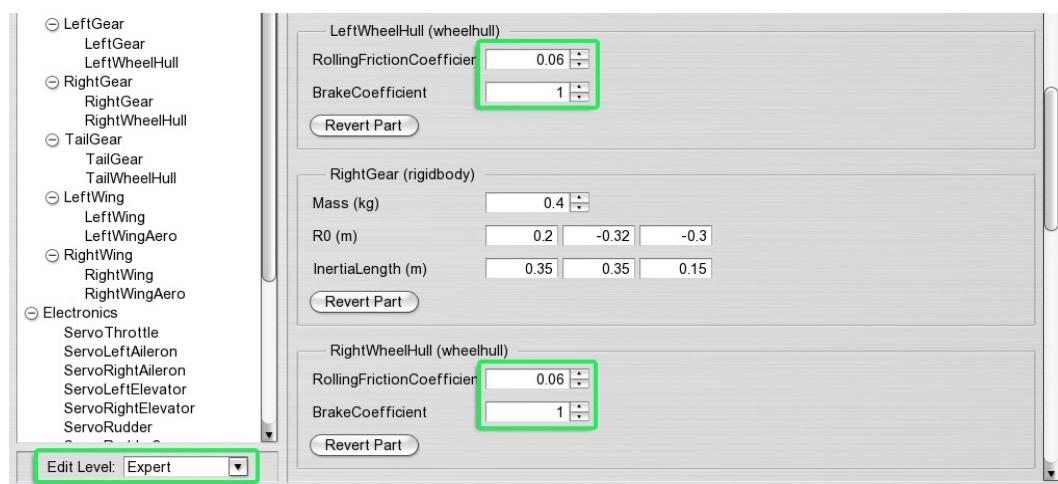 LeftGear
LeftGear
LeftWheelHull
RightGear
RightGear
RightWheelHull
TailGear
TailGear
TailWheelHull
LeftWing
LeftWing
LeftWingAero
RightWing
RightWing
RightWingAero
Electronics
ServoThrottle
ServoLeftAileron
ServoRightAileron
ServoLeftElevator
ServoRightElevator
ServoRudder
Edit Level: Expert
LeftWheelHull (wheelhull)
RollingFrictionCoefficien 0.06
BrakeCoefficient 1
Revert Part
RightGear (rigidbody)
Mass (kg) 0.4
R0 (m) 0.2 -0.32 -0.3
InertiaLength (m) 0.35 0.35 0.15
Revert Part
RightWheelHull (wheelhull)
RollingFrictionCoefficien 0.06
BrakeCoefficient 1
Revert Part